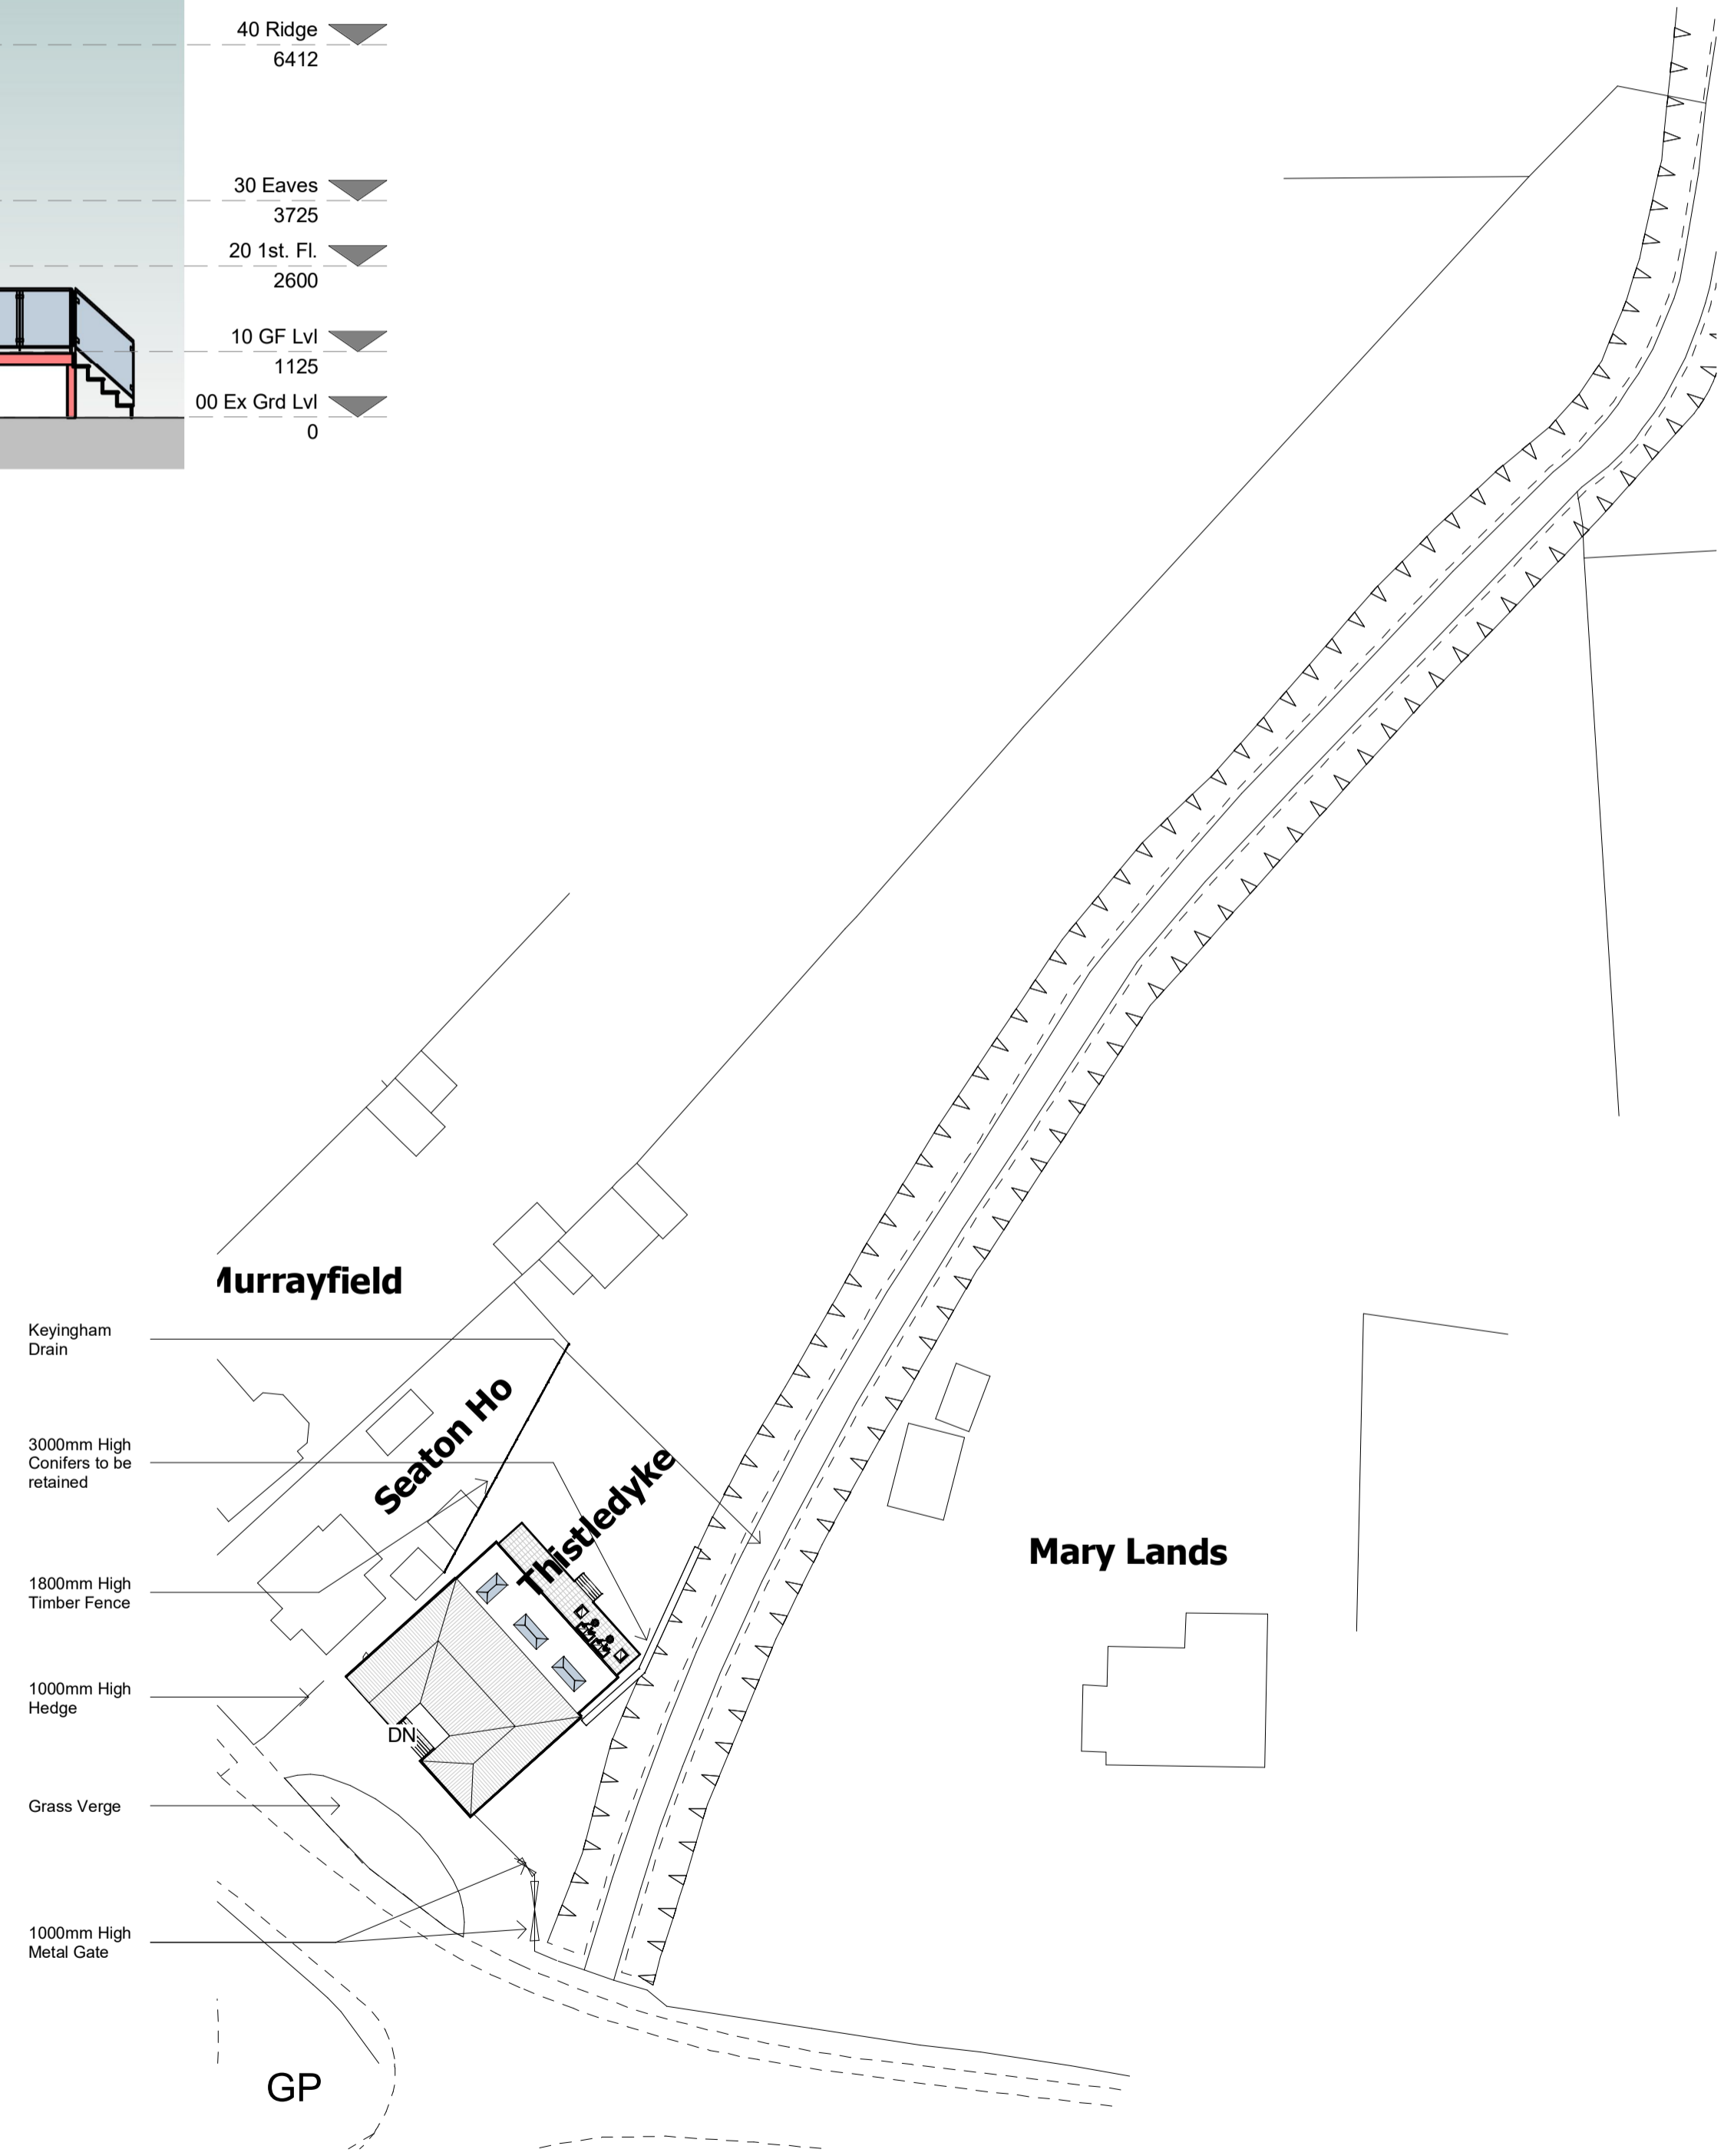 40 Ridge
6412
30 Eaves
3725
20 1st. Fl.
2600
10 GF Lvl
1125
00 Ex Grd Lvl
0
Murrayfield
Keyingham
Drain
Seaton Ho
3000mm High
Conifers to be
retained
Thistledyke
Mary Lands
1800mm High
Timber Fence
1000mm High
Hedge
DN
Grass Verge
1000mm High
Metal Gate
GP